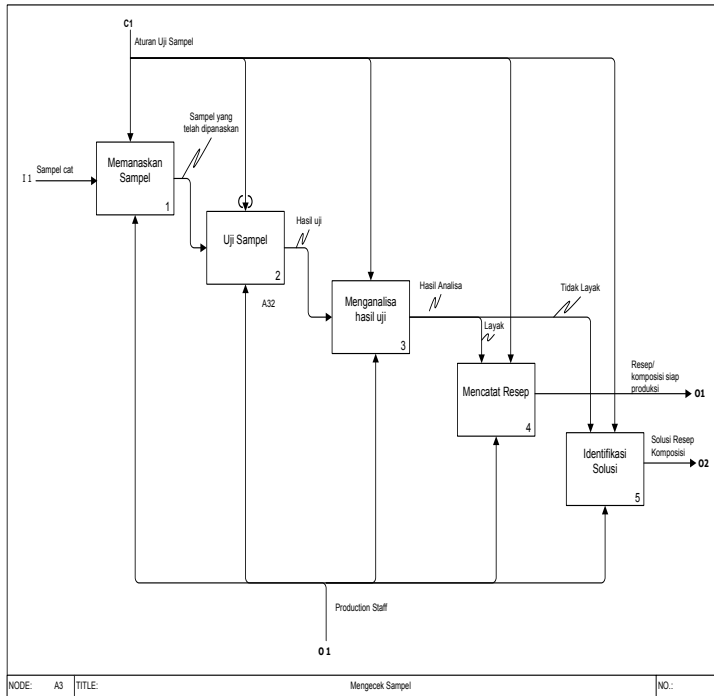 C1
Aturan Uji Sampel
Sampel yang
telah dipanaskan
I 1
Sampel cat
Memanaskan
Sampel
1
Uji Sampel
2
A32
Hasil uji
Menganalisa
hasil uji
3
Hasil Analisa
Tidak Layak
Layak
Mencatat Resep
4
Resep/
komposisi siap
produksi
O1
Identifikasi
Solusi
5
Solusi Resep
Komposisi
O2
Production Staff
O 1
NODE: A3 TITLE: Mengecek Sampel NO.: